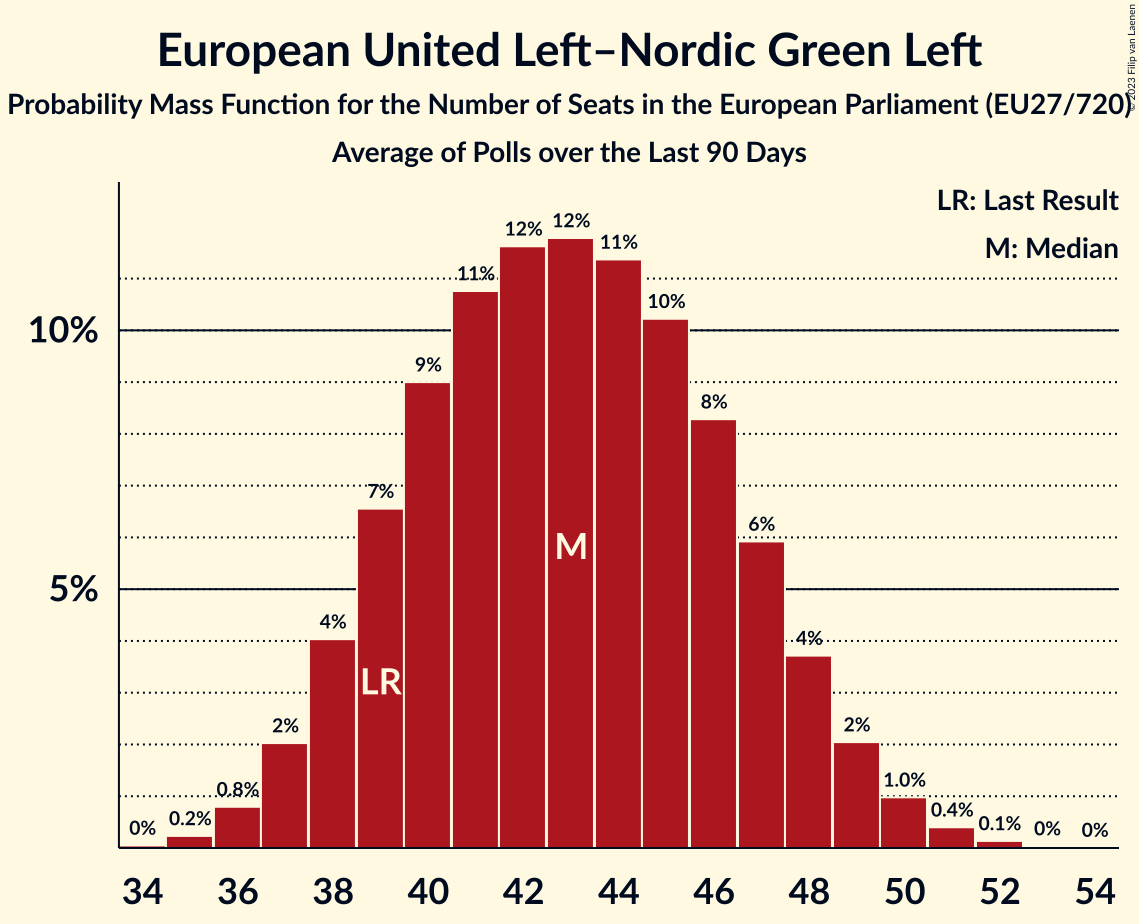 European United Left–Nordic Green Left
Probability Mass Function for the Number of Seats in the European Parliament (EU27/720)
Average of Polls over the Last 90 Days
© 2023 Filip van Laenen
LR: Last Result
M: Median
10%
5%
0%
0.2%
0.8%
2%
4%
7%
9%
11%
12%
12%
11%
10%
8%
6%
4%
2%
1.0%
0.4%
0.1%
0%
0%
LR
M
34 36 38 40 42 44 46 48 50 52 54